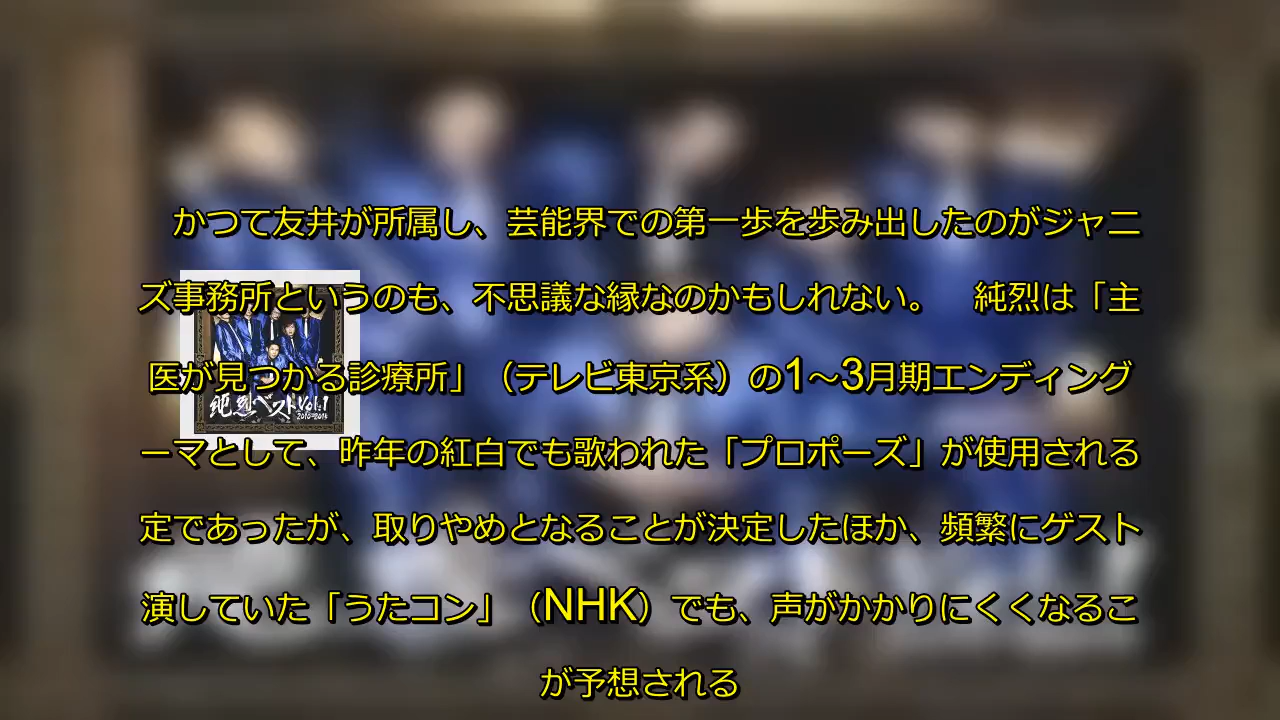 かつて友井が所属し、芸能界での第一歩を歩み出したのがジャニ
ズ事務所というのも、不思議な縁なのかもしれない。　純烈は「主
医が見つかる診療所」（テレビ東京系）の1～3月期エンディング
ーマとして、昨年の紅白でも歌われた「プロポーズ」が使用される
定であったが、取りやめとなることが決定したほか、頻繁にゲスト
演していた「うたコン」（NHK）でも、声がかかりにくくなるこ
が予想される
純烈ベストVol.1
2010-2018